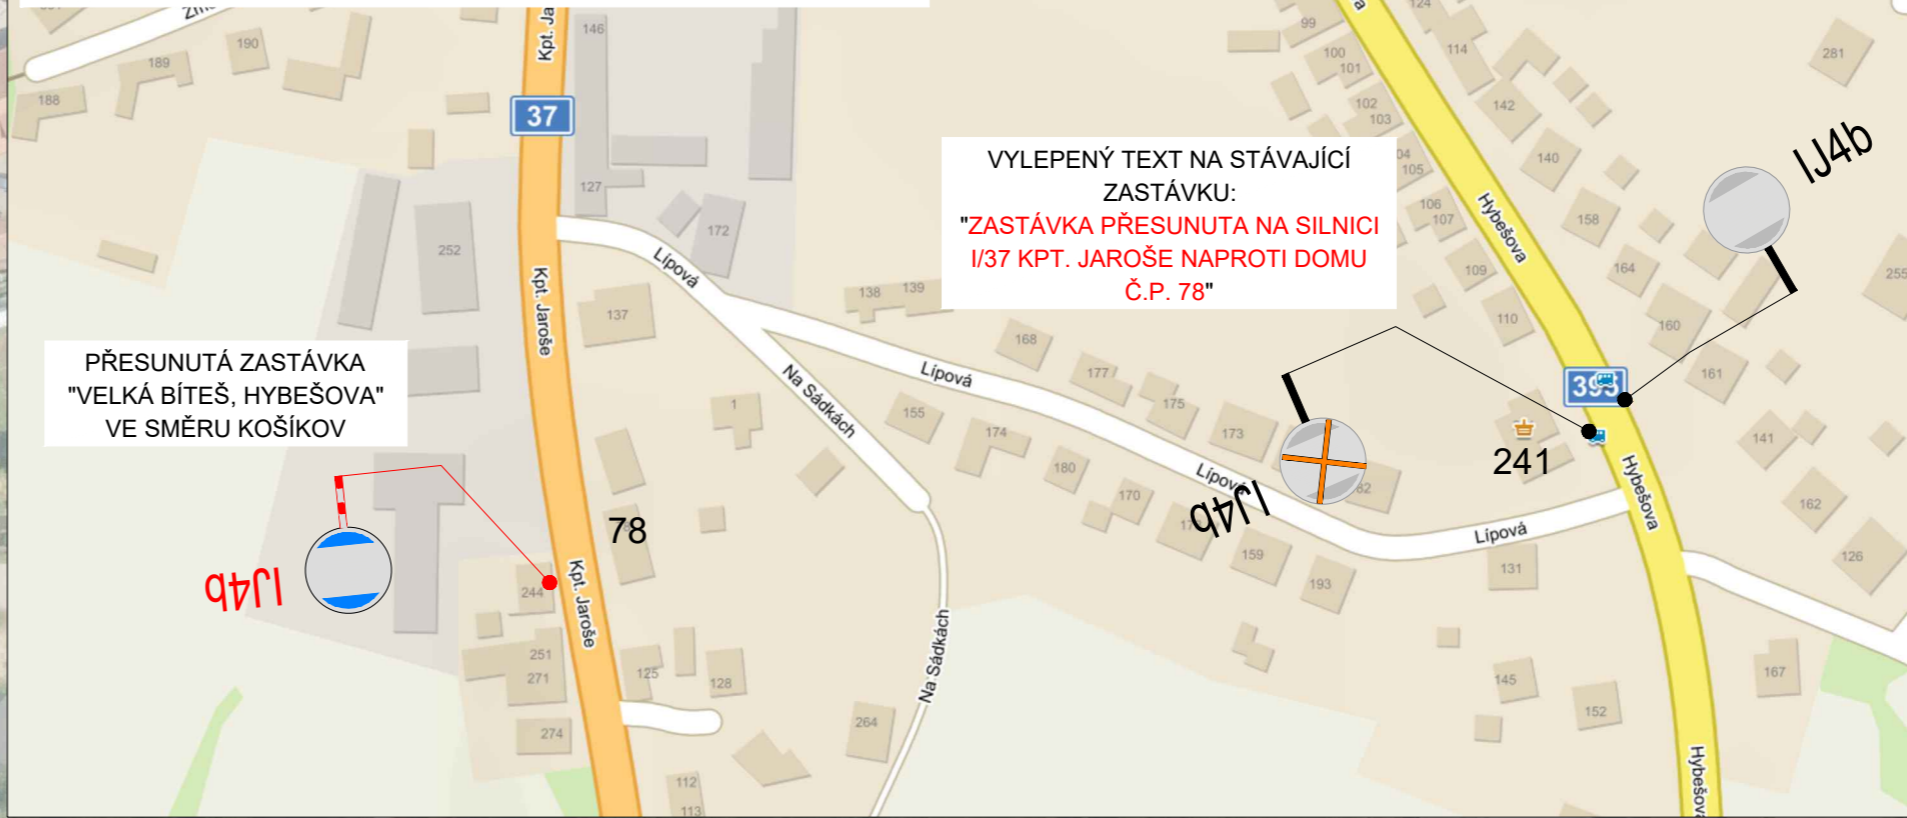 146
Kpt. Ja
190
189
188
37
127
252
172
Lípová
Kpt. Jaroše
137
138
139
VYLEPENÝ TEXT NA STÁVAJÍCÍ
ZASTÁVKU:
"ZASTÁVKA PŘESUNUTA NA SILNICI
I/37 KPT. JAROŠE NAPROTI DOMU
Č.P. 78"
99
100
101
102
103
104
105
106
107
109
110
124
114
142
140
158
164
160
161
281
255
IJ4b
Hybešova
PŘESUNUTÁ ZASTÁVKA
"VELKÁ BÍTEŠ, HYBEŠOVA"
VE SMĚRU KOŠÍKOV
1
Na Sádkách
168
177
175
173
155
174
180
170
159
193
Lípová
Lípová
IJ4b
241
Hybešova
Lípová
131
141
162
126
IJ4b
78
244
Kpt. Jaroše
251
271
274
125
128
264
Na Sádkách
112
113
145
152
167
Hybešova